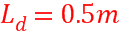 L_d = 0.5m